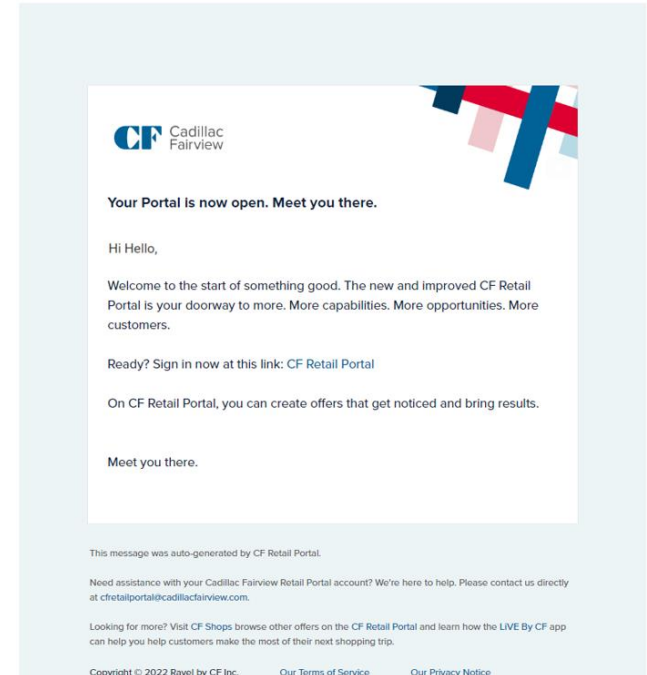 CF Cadillac
Fairview
Your Portal is now open. Meet you there.
Hi Hello,
Welcome to the start of something good. The new and improved CF Retail
Portal is your doorway to more. More capabilities. More opportunities. More
customers.
Ready? Sign in now at this link: CF Retail Portal
On CF Retail Portal, you can create offers that get noticed and bring results.
Meet you there.
This message was auto-generated by CF Retail Portal.
Need assistance with your Cadillac Fairview Retail Portal account? We're here to help. Please contact us directly
at cfretailportal@cadillacfairview.com.
Looking for more? Visit CF Shops browse other offers on the CF Retail Portal and learn how the LiVE By CF app
can help you help customers make the most of their next shopping trip.
Copyright © 2022 Ravel by CF Inc. Our Terms of Service Our Privacy Notice